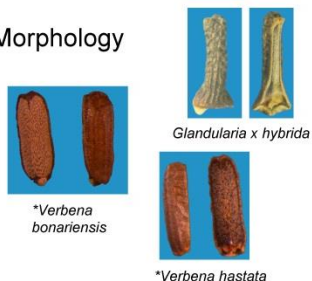 Morphology
Glandularia x hybrida
*Verbena
bonariensis
*Verbena hastata